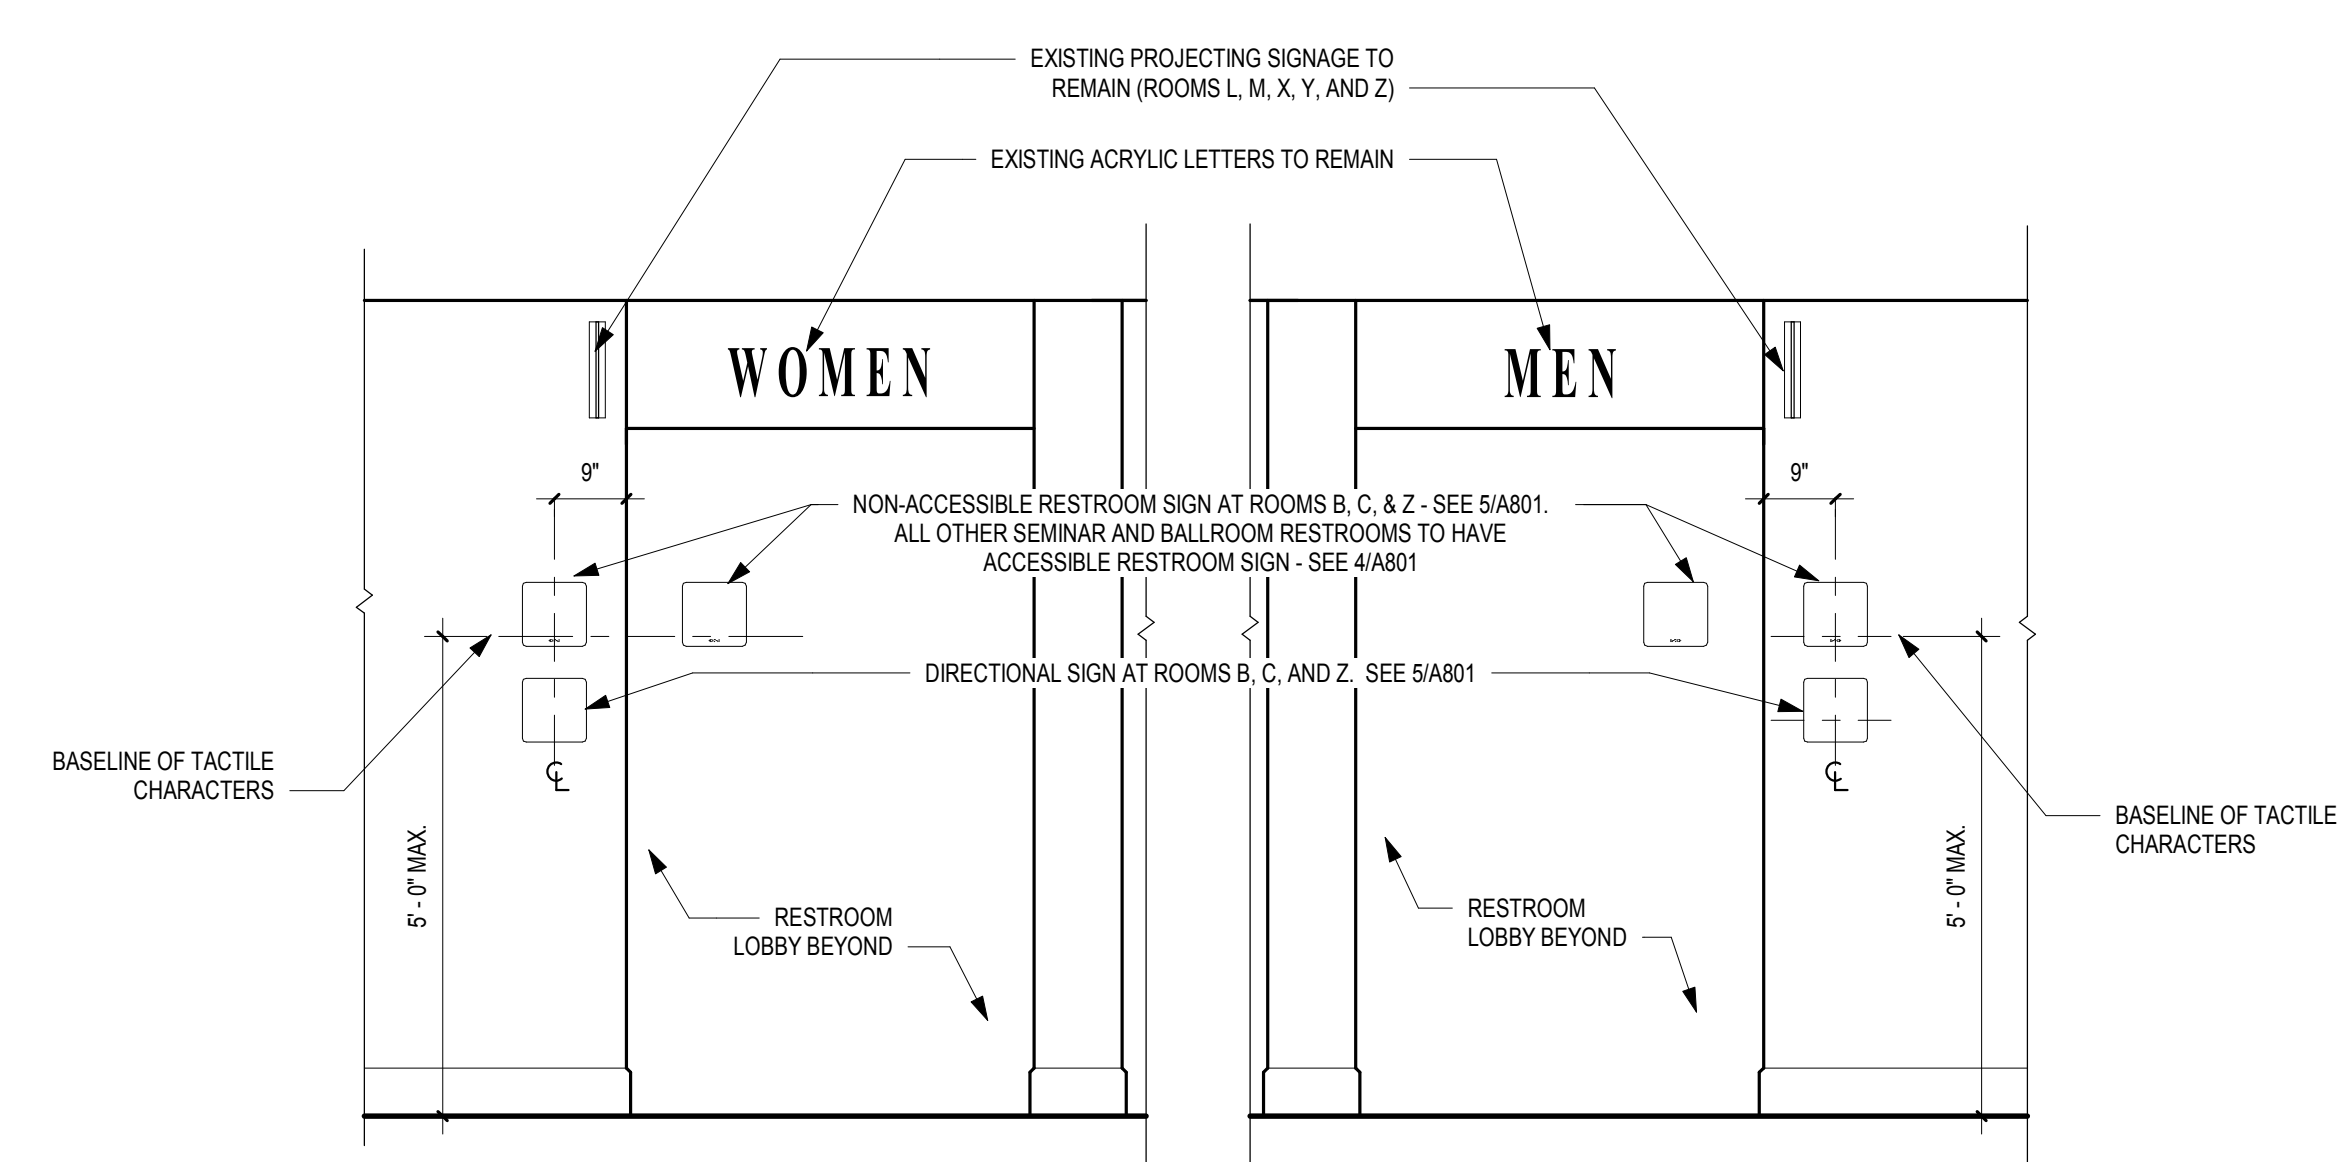 EXISTING PROJECTING SIGNAGE TO
REMAIN (ROOMS L, M, X, Y, AND Z)
EXISTING ACRYLIC LETTERS TO REMAIN
WOMEN
MEN
9"
9"
NON-ACCESSIBLE RESTROOM SIGN AT ROOMS B, C, & Z - SEE 5/A801.
ALL OTHER SEMINAR AND BALLROOM RESTROOMS TO HAVE
ACCESSIBLE RESTROOM SIGN - SEE 4/A801
DIRECTIONAL SIGN AT ROOMS B, C, AND Z. SEE 5/A801
BASELINE OF TACTILE
CHARACTERS
℄
℄
BASELINE OF TACTILE
CHARACTERS
5' - 0" MAX.
5' - 0" MAX.
RESTROOM
LOBBY BEYOND
RESTROOM
LOBBY BEYOND